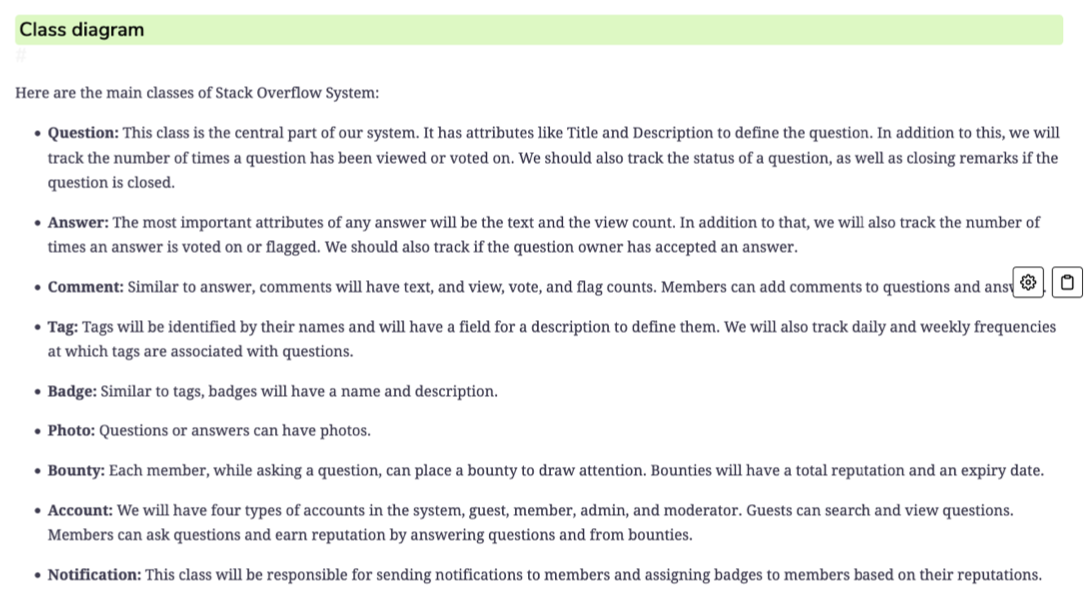 Class diagram
#
Here are the main classes of Stack Overflow System:
• Question: This class is the central part of our system. It has attributes like Title and Description to define the question. In addition to this, we will
track the number of times a question has been viewed or voted on. We should also track the status of a question, as well as closing remarks if the
question is closed.
• Answer: The most important attributes of any answer will be the text and the view count. In addition to that, we will also track the number of
times an answer is voted on or flagged. We should also track if the question owner has accepted an answer.
• Comment: Similar to answer, comments will have text, and view, vote, and flag counts. Members can add comments to questions and
• Tag: Tags will be identified by their names and will have a field for a description to define them. We will also track daily and weekly frequencies
at which tags are associated with questions.
• Badge: Similar to tags, badges will have a name and description.
• Photo: Questions or answers can have photos.
• Bounty: Each member, while asking a question, can place a bounty to draw attention. Bounties will have a total reputation and an expiry date.
• Account: We will have four types of accounts in the system, guest, member, admin, and moderator. Guests can search and view questions.
Members can ask questions and earn reputation by answering questions and from bounties.
• Notification: This class will be responsible for sending notifications to members and assigning badges to members based on their reputations.